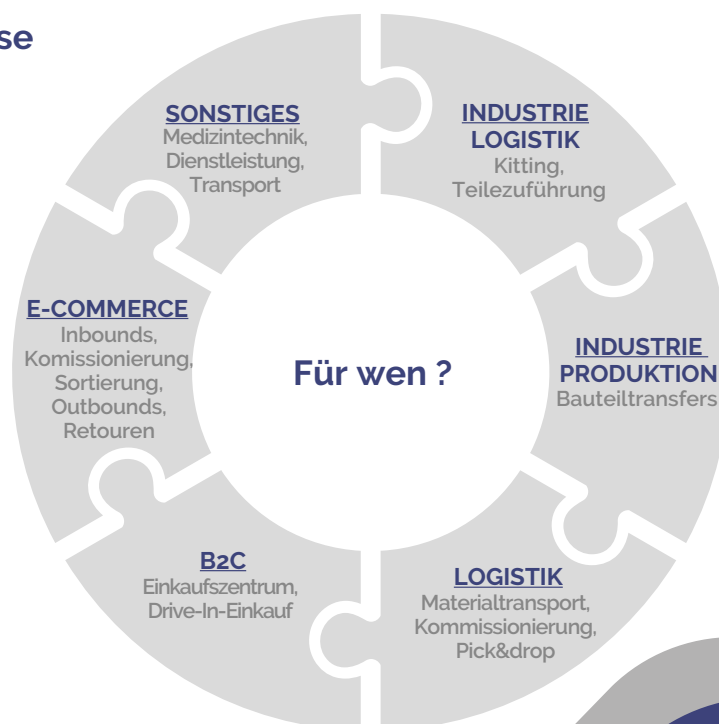 se
SONSTIGES
Medizintechnik,
Dienstleistung,
Transport
INDUSTRIE
LOGISTIK
Kitting,
Teilezuführung
E-COMMERCE
Inbounds,
Komissionierung,
Sortierung,
Outbounds,
Retouren
Für wen ?
INDUSTRIE
PRODUKTION
Bauteiltransfers
B2C
Einkaufszentrum,
Drive-In-Einkauf
LOGISTIK
Materialtransport,
Kommissionierung,
Pick&drop